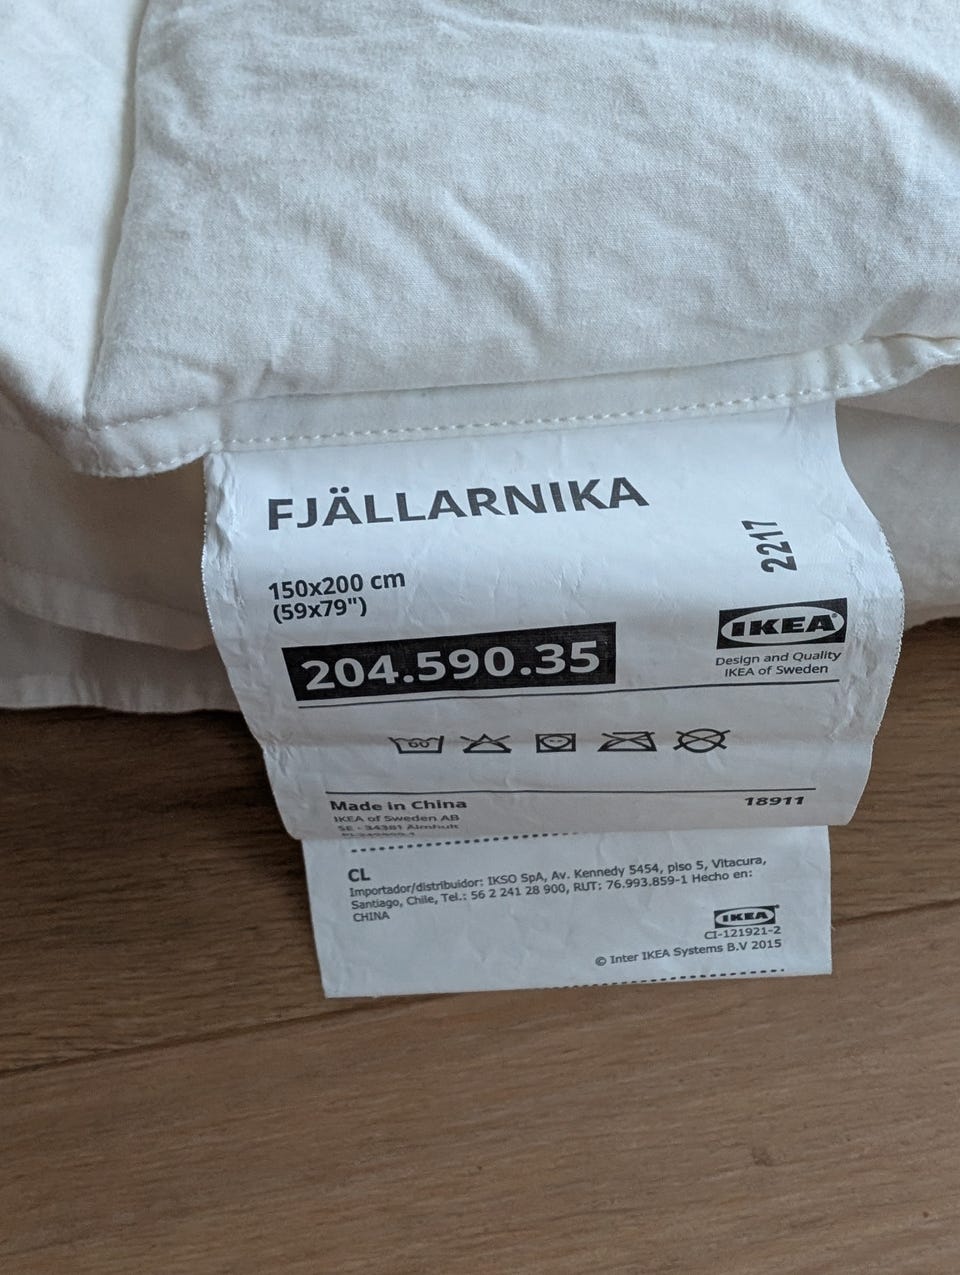 FJÄLLARNIKA
2217
150x200 cm
(59x79")
204.590.35
IKEA®
Design and Quality
IKEA of Sweden
60
Made in China
18911
IKEA of Sweden AB
SE - 34381 Älmhult
CL
Importador/distribuidor: IKSO SpA, Av. Kennedy 5454, piso 5, Vitacura,
Santiago, Chile, Tel.: 56 2 241 28 900, RUT: 76.993.859-1 Hecho en:
CHINA
IKEA
CI-121921-2
© Inter IKEA Systems B.V 2015